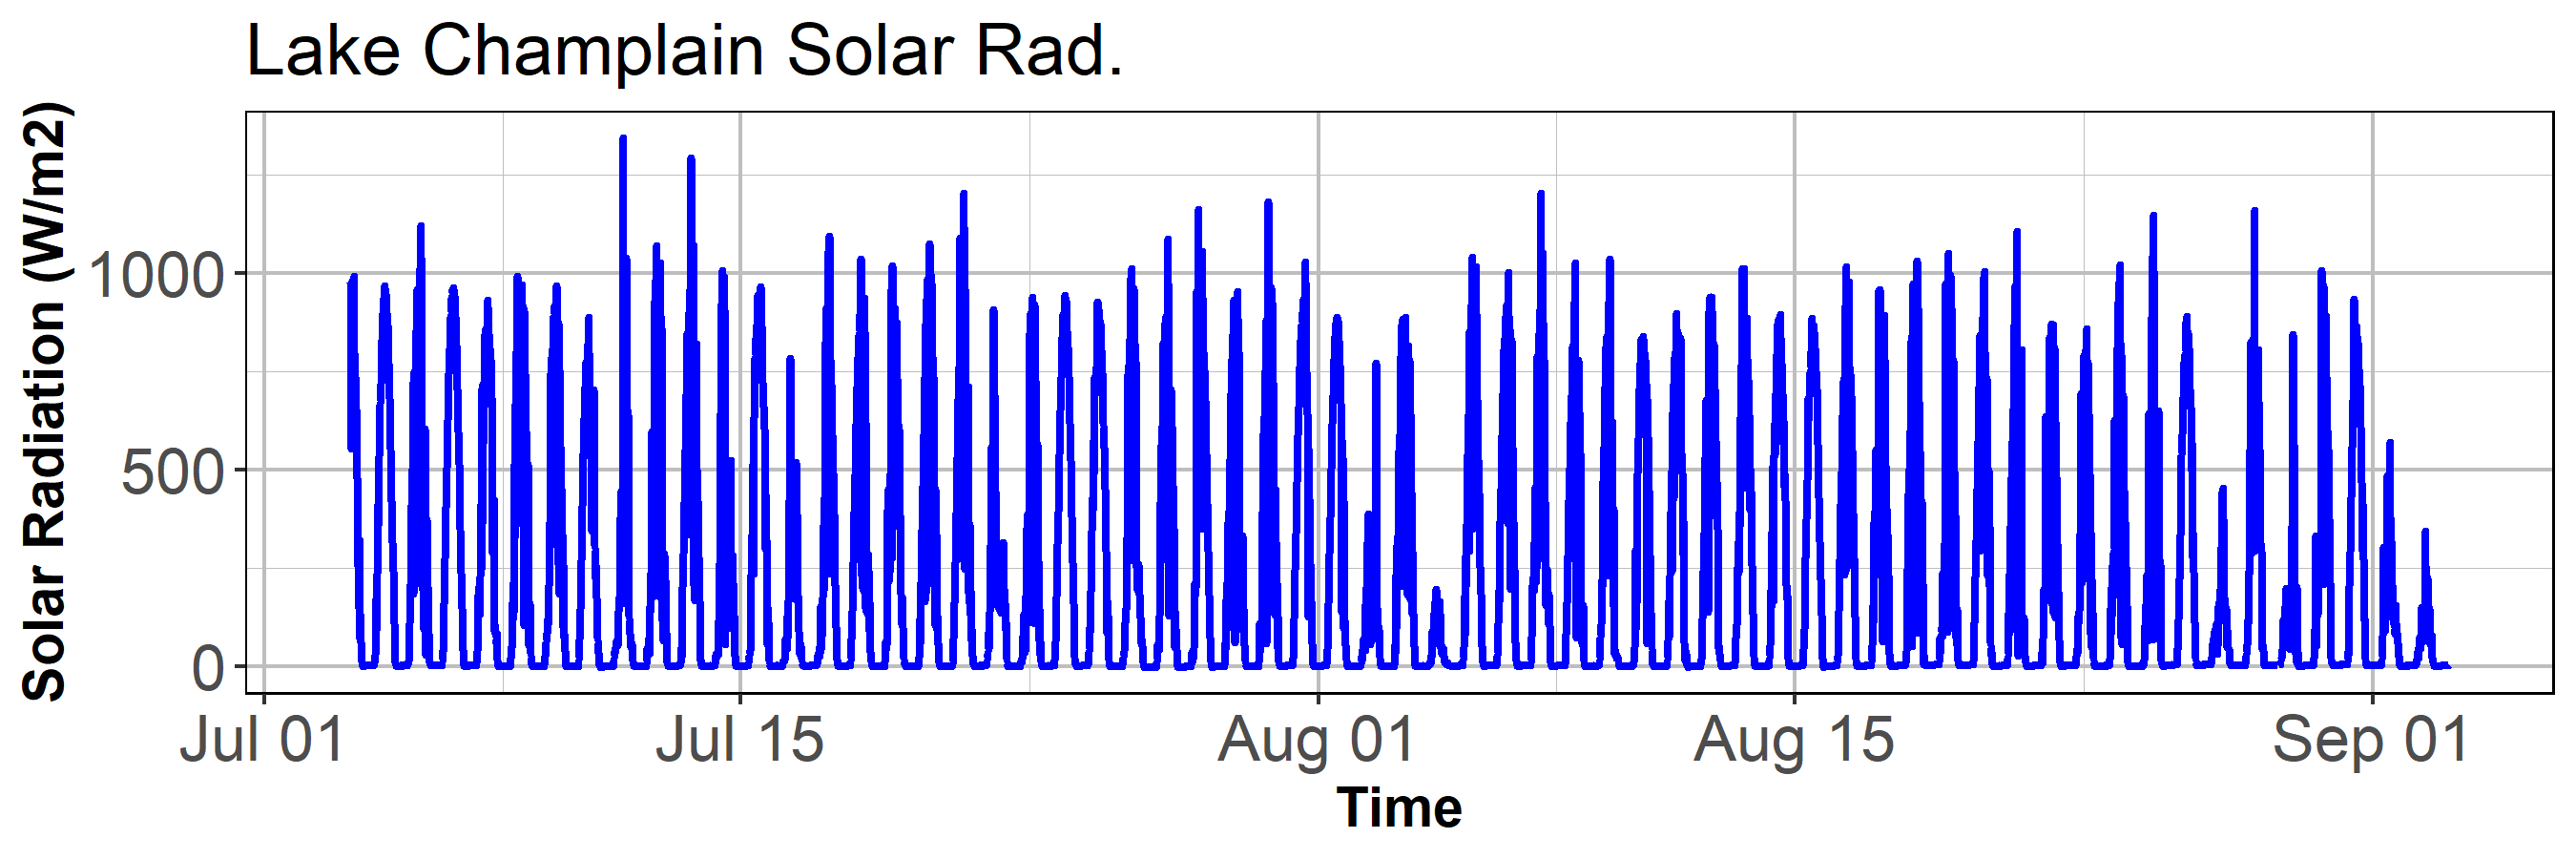 Lake Champlain Solar Rad.
Solar Radiation (W/m2)
1000
500
0
Jul 01 Jul 15 Aug 01 Aug 15 Sep 01
Time